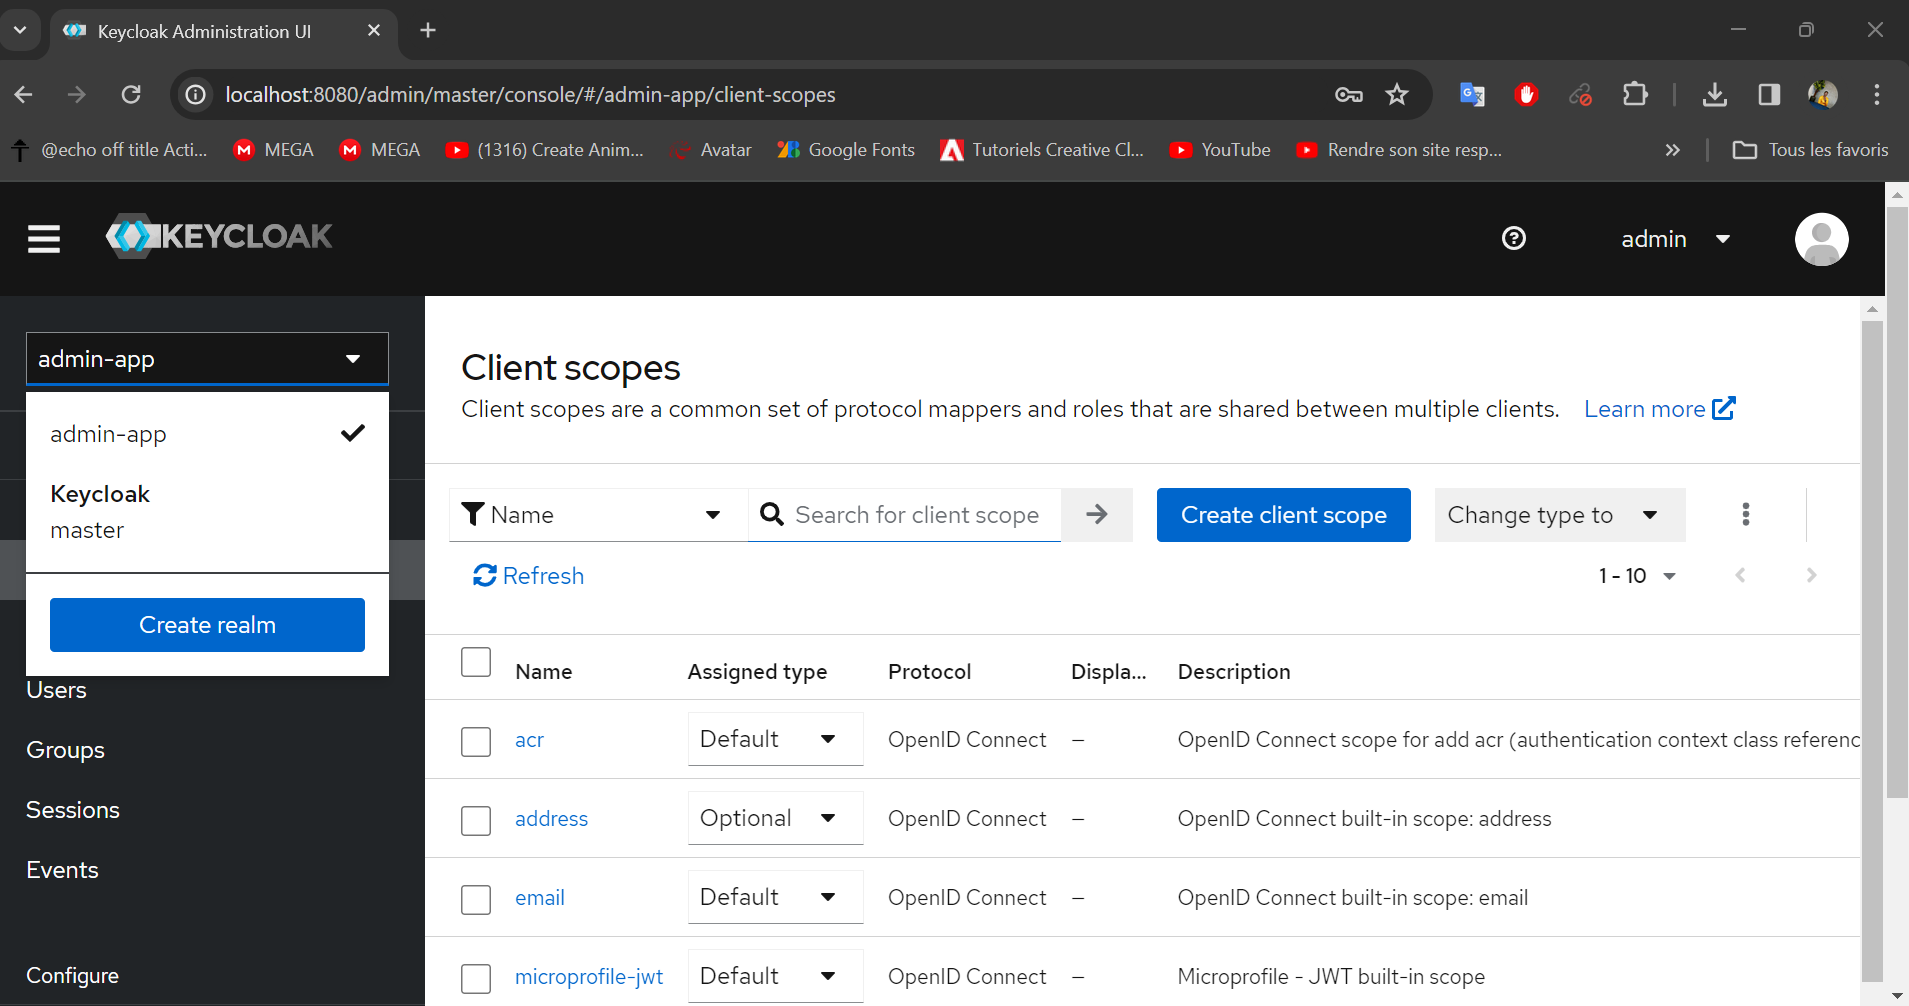 Keycloak Administration UI
localhost:8080/admin/master/console/#/admin-app/client-scopes
@echo off title Acti... MEGA MEGA (1316) Create Anim... Avatar Google Fonts Tutoriels Creative Cl... YouTube Rendre son site resp... » Tous les favoris
KEYCLOAK admin
admin-app
admin-app
Keycloak
master
Create realm
Users
Groups
Sessions
Events
Configure
Client scopes
Client scopes are a common set of protocol mappers and roles that are shared between multiple clients. Learn more
Name Search for client scope Create client scope Change type to
Refresh 1 - 10
Name Assigned type Protocol Displa... Description
acr Default OpenID Connect – OpenID Connect scope for add acr (authentication context class referenc
address Optional OpenID Connect – OpenID Connect built-in scope: address
email Default OpenID Connect – OpenID Connect built-in scope: email
microprofile-jwt Default OpenID Connect – Microprofile - JWT built-in scope